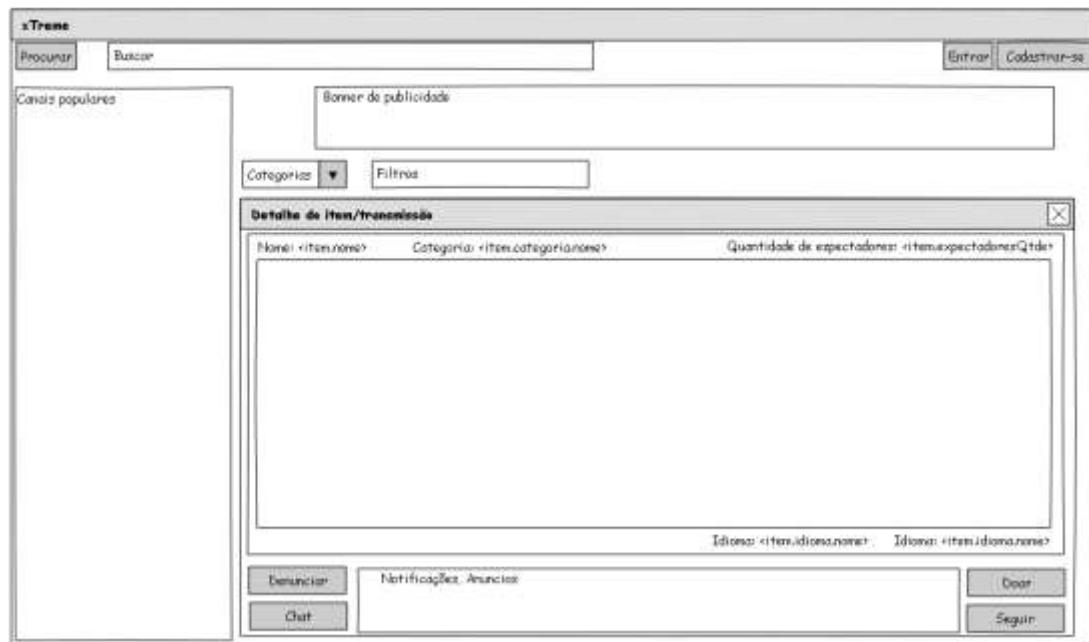 xTreme
Procurar
Buscar
Entrar
Cadastrar-se
Canais populares
Banner de publicidade
Categorias ▼
Filtros
Detalhe de item/transmissão
Nome: <item.nome>
Categoria: <item.categoria.nome>
Quantidade de expectadores: <item.expectadoresQtde>
Idioma: <item.idioma.nome>
Idioma: <item.idioma.nome>
Denunciar
Notificações, Anuncios
Doar
Chat
Seguir